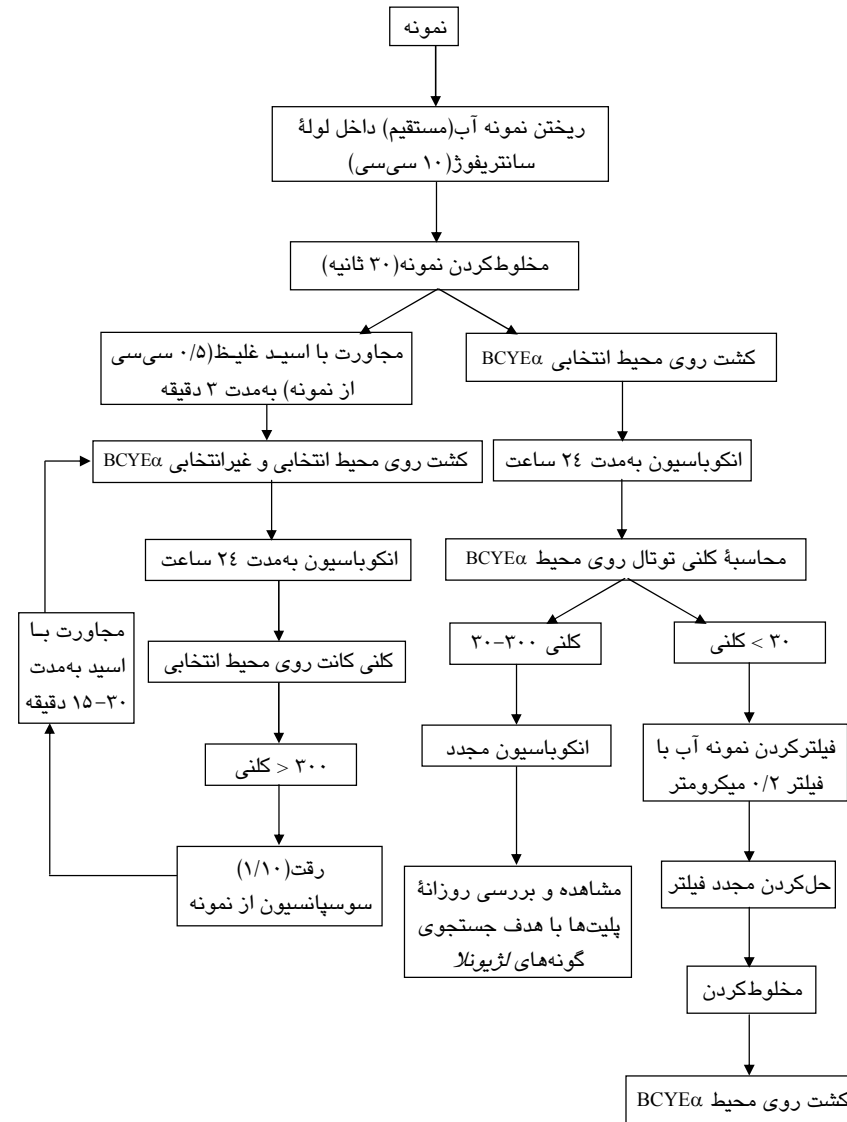 نمونه
ریختن نمونه آب(مستقیم) داخل لولهٔ
سانتریفوژ(۱۰ سی‌سی)
مخلوط‌کردن نمونه(۳۰ ثانیه)
کشت روی محیط انتخابی BCYEα
مجاورت با اسید غلیظ(۰/۵ سی‌سی
از نمونه) به‌مدت ۳ دقیقه
انکوباسیون به‌مدت ٢٤ ساعت
کشت روی محیط انتخابی و غیرانتخابی BCYEα
محاسبهٔ کلنی توتال روی محیط BCYEα
انکوباسیون به‌مدت ٢٤ ساعت
۳۰ > کلنی
کلنی ۳۰۰-۳۰
کلنی کانت روی محیط انتخابی
مجاورت با
اسید به‌مدت
۳۰-۱۵ دقیقه
فیلترکردن نمونه آب با
فیلتر ۰/۲ میکرومتر
انکوباسیون مجدد
۳۰۰ < کلنی
حل‌کردن مجدد فیلتر
مشاهده و بررسی روزانهٔ
پلیت‌ها با هدف جستجوی
گونه‌های لژیونلا
رقت(۱/۱۰)
سوسپانسیون از نمونه
مخلوط‌کردن
کشت روی محیط BCYEα